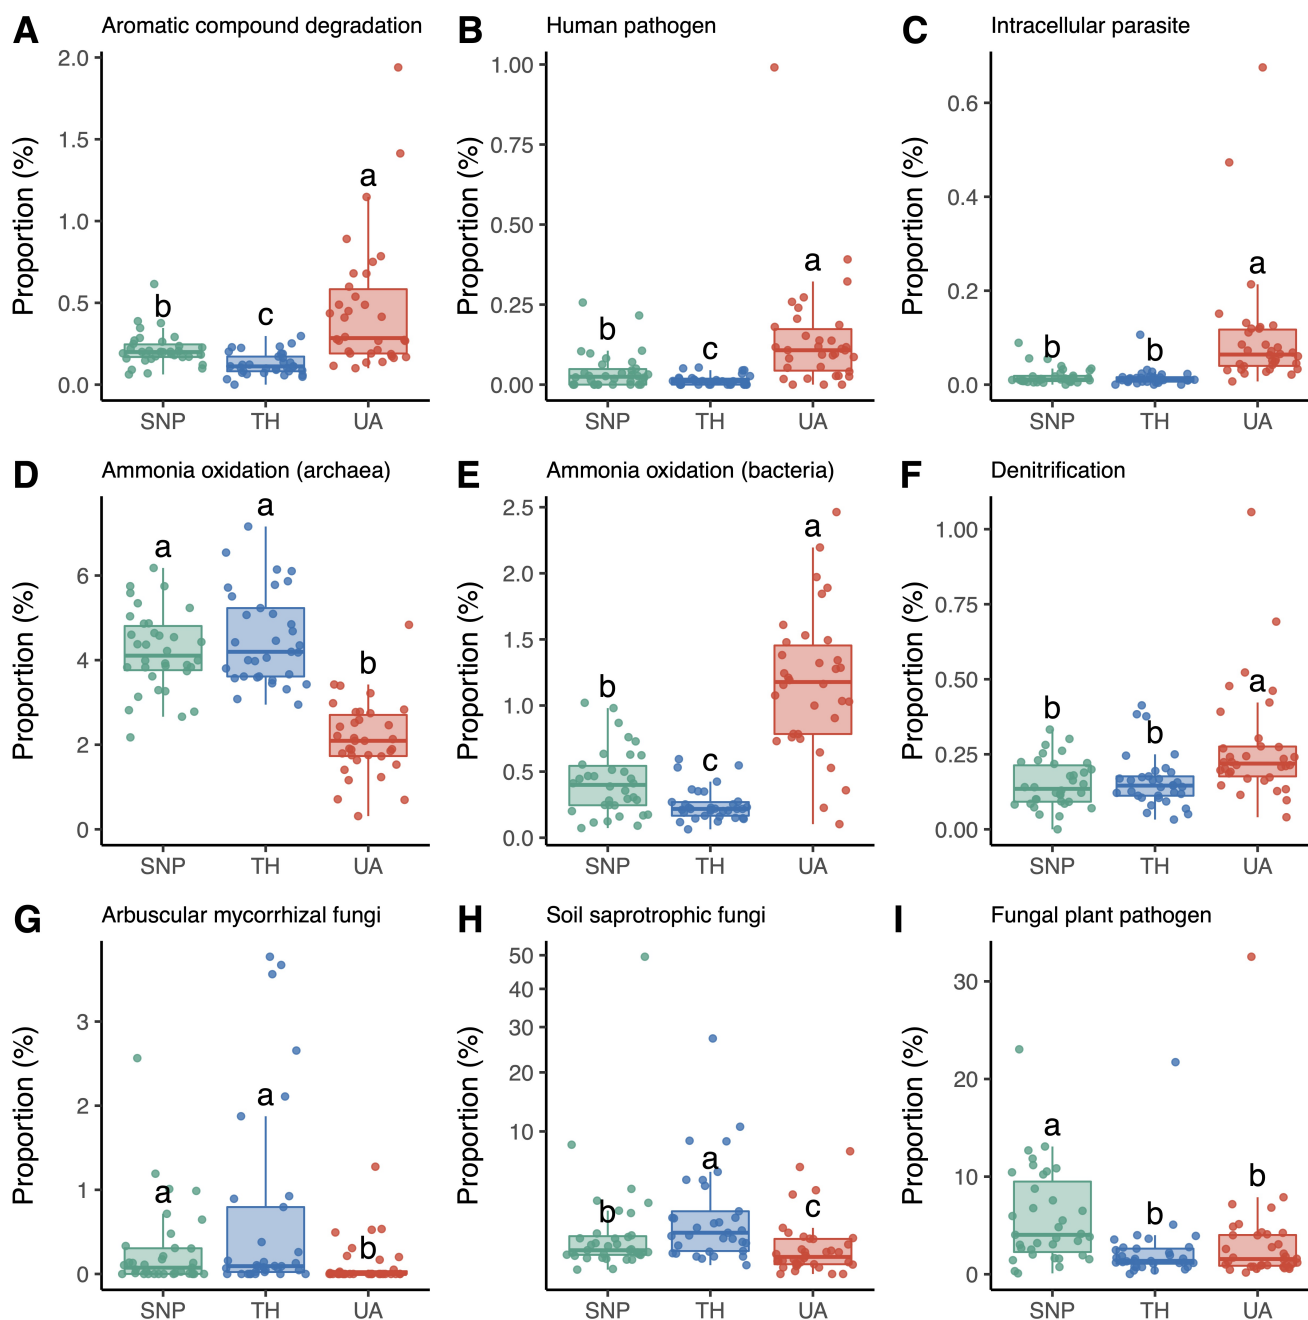 A Aromatic compound degradation
Proportion (%)
2.0
1.5
1.0
0.5
0.0
b
c
a
SNP TH UA
B Human pathogen
Proportion (%)
1.00
0.75
0.50
0.25
0.00
b
c
a
SNP TH UA
C Intracellular parasite
Proportion (%)
0.6
0.4
0.2
0.0
b
b
a
SNP TH UA
D Ammonia oxidation (archaea)
Proportion (%)
6
4
2
0
a
a
b
SNP TH UA
E Ammonia oxidation (bacteria)
Proportion (%)
2.5
2.0
1.5
1.0
0.5
0.0
b
c
a
SNP TH UA
F Denitrification
Proportion (%)
1.00
0.75
0.50
0.25
0.00
b
b
a
SNP TH UA
G Arbuscular mycorrhizal fungi
Proportion (%)
3
2
1
0
a
a
b
SNP TH UA
H Soil saprotrophic fungi
Proportion (%)
50
40
30
20
10
b
a
c
SNP TH UA
I Fungal plant pathogen
Proportion (%)
30
20
10
0
a
b
b
SNP TH UA